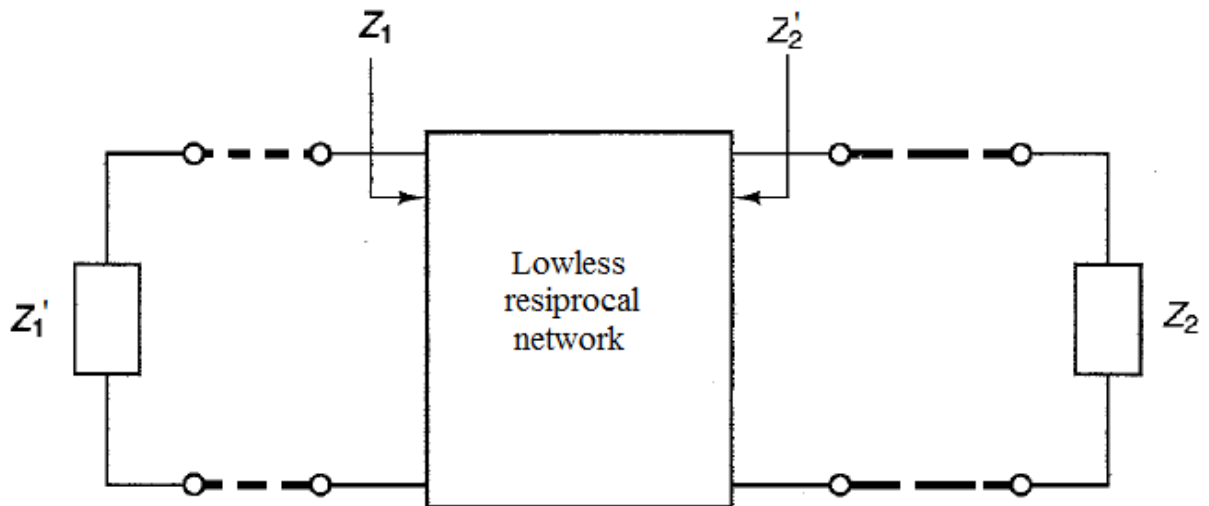 Z₁
Z₂'
Lowless
resiprocal
network
Z₁'
Z₂